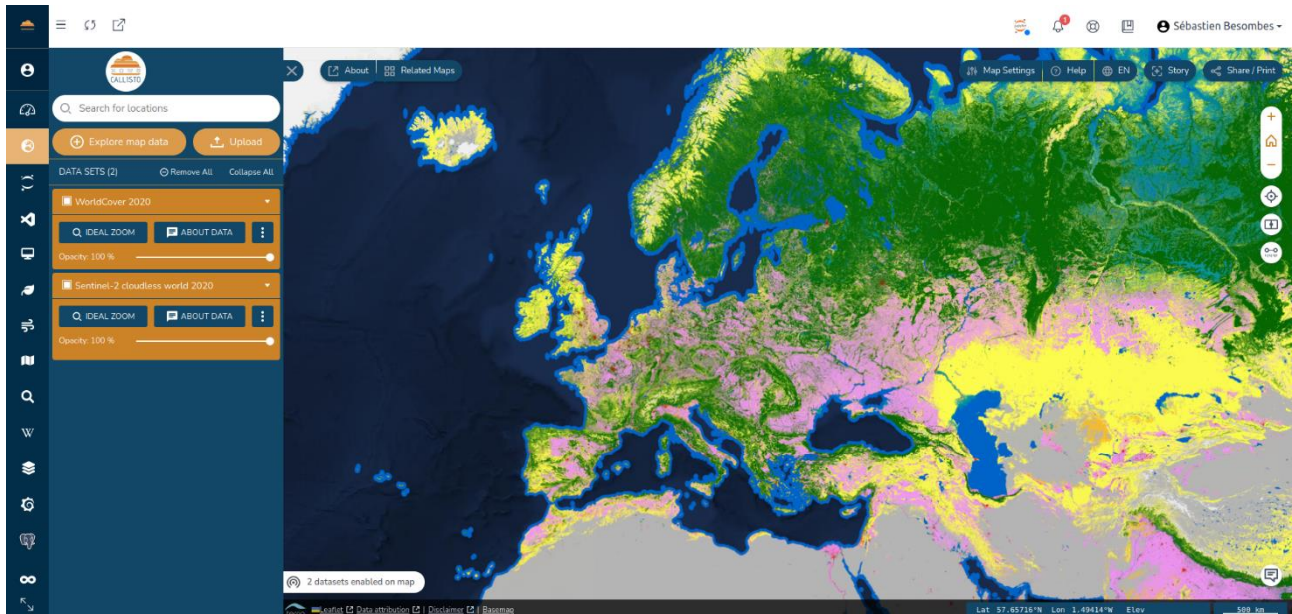 Sébastien Besombes
1
CALLISTO
About
Related Maps
Map Settings
Help
EN
Story
Share / Print
Search for locations
Explore map data
Upload
DATA SETS (2)
Remove All
Collapse All
WorldCover 2020
IDEAL ZOOM
ABOUT DATA
Opacity: 100 %
Sentinel-2 cloudless world 2020
IDEAL ZOOM
ABOUT DATA
Opacity: 100 %
W
2 datasets enabled on map
Leaflet Data attribution | Disclaimer | Basemap
Lat 57.65716°N Lon 1.49414°W Elev
500 km